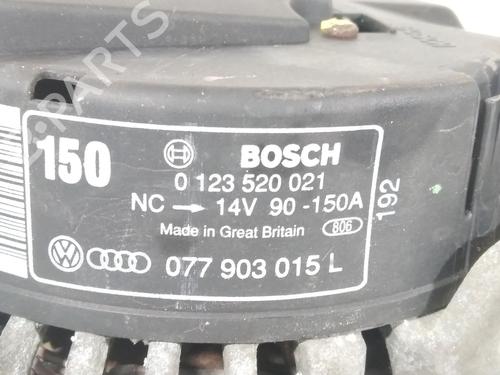 B-PARTS
150
BOSCH
0 123 520 021
NC → 14V 90 -150A
Made in Great Britain 806
192
077 903 015 L